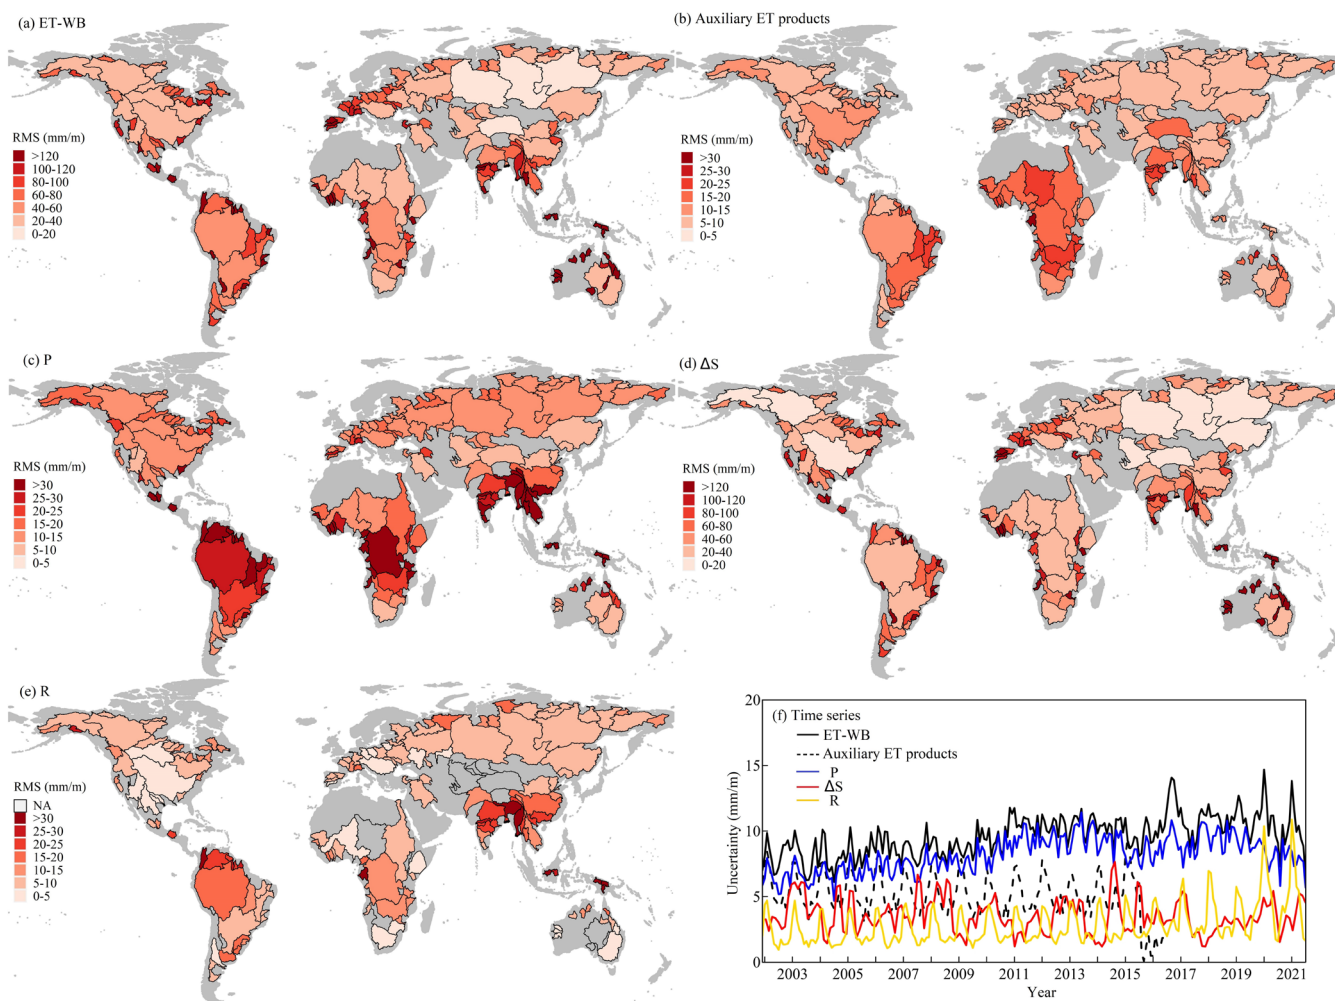 (a) ET-WB
RMS (mm/m)
>120
100-120
80-100
60-80
40-60
20-40
0-20
(b) Auxiliary ET products
RMS (mm/m)
>30
25-30
20-25
15-20
10-15
5-10
0-5
(c) P
RMS (mm/m)
>30
25-30
20-25
15-20
10-15
5-10
0-5
(d) ΔS
RMS (mm/m)
>120
100-120
80-100
60-80
40-60
20-40
0-20
(e) R
RMS (mm/m)
NA
>30
25-30
20-25
15-20
10-15
5-10
0-5
(f) Time series
ET-WB
Auxiliary ET products
P
ΔS
R
Uncertainty (mm/m)
20
15
10
5
0
2003 2005 2007 2009 2011 2013 2015 2017 2019 2021
Year